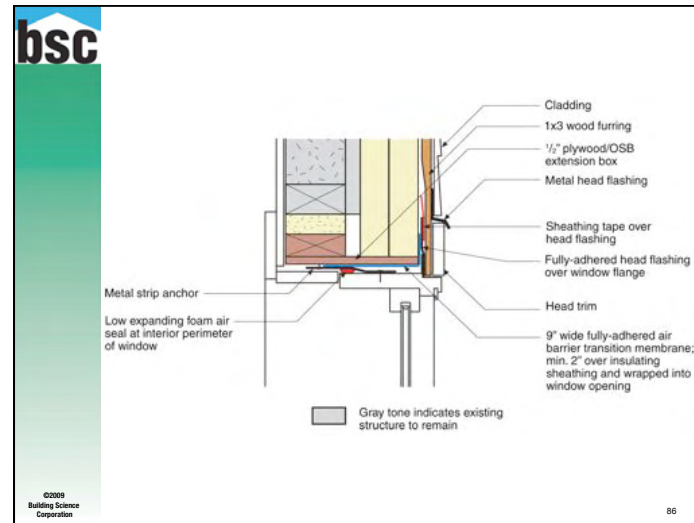 bsc
Cladding
1x3 wood furring
½" plywood/OSB
extension box
Metal head flashing
Sheathing tape over
head flashing
Fully-adhered head flashing
over window flange
Metal strip anchor
Head trim
Low expanding foam air
seal at interior perimeter
of window
9" wide fully-adhered air
barrier transition membrane;
min. 2" over insulating
sheathing and wrapped into
window opening
Gray tone indicates existing
structure to remain
©2009
Building Science
Corporation
86